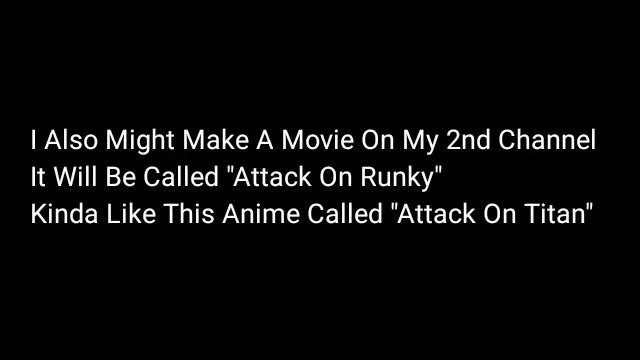 I Also Might Make A Movie On My 2nd Channel
It Will Be Called "Attack On Runky"
Kinda Like This Anime Called "Attack On Titan"